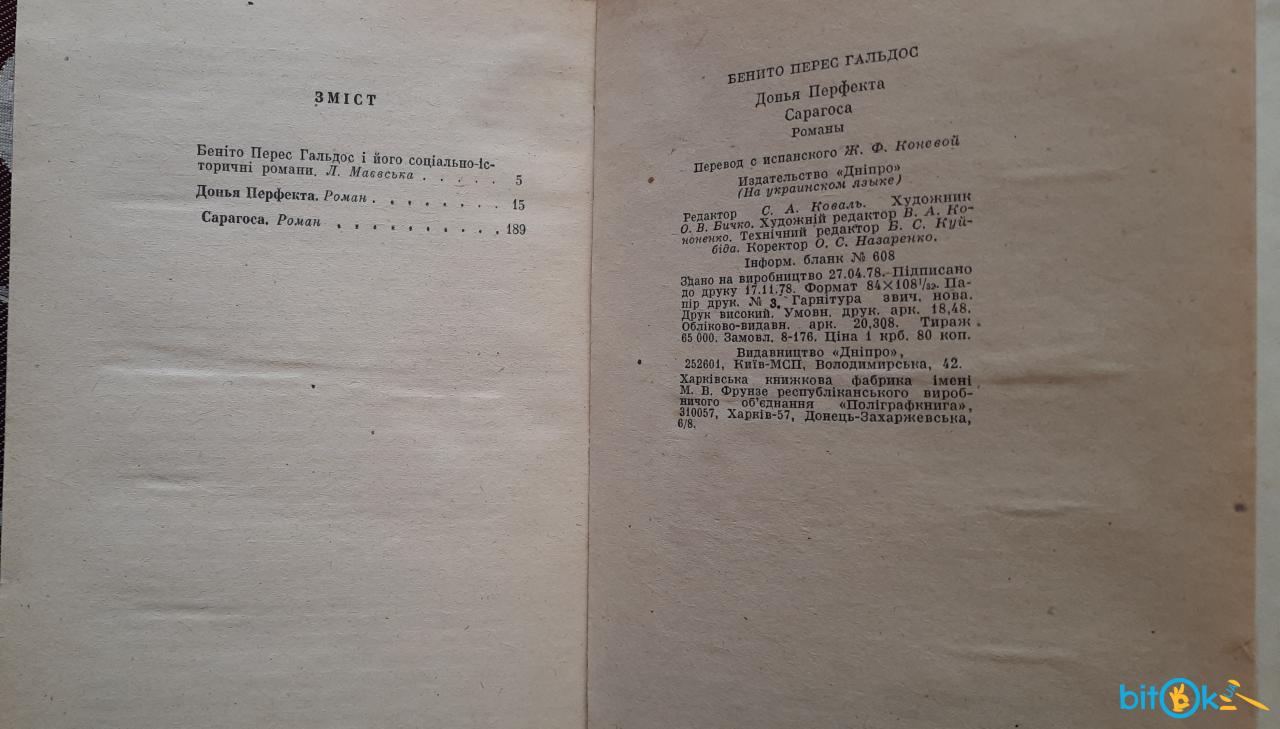 ЗМІСТ
Беніто Перес Гальдос і його соціально-іс-
торичні романи. Л. Маєвська . . . . . 5
Донья Перфекта. Роман . . . . . . . . 15
Сарагоса. Роман . . . . . . . . . . 189
БЕНИТО ПЕРЕС ГАЛЬДОС
Донья Перфекта
Сарагоса
Романы
Перевод с испанского Ж. Ф. Коневой
Издательство «Дніпро»
(На украинском языке)
Редактор С. А. Коваль. Художник
О. В. Бичко. Художній редактор В. А. Ко-
ноненко. Технічний редактор Б. С. Куй-
біда. Коректор О. С. Назаренко.
Інформ. бланк № 608
Здано на виробництво 27.04.78. Підписано
до друку 17.11.78. Формат 84×108¹/₃₂. Па-
пір друк. № 3. Гарнітура звич. нова.
Друк високий. Умовн. друк. арк. 18,48.
Обліково-видавн. арк. 20,308. Тираж
65 000. Замовл. 8-176. Ціна 1 крб. 80 коп.
Видавництво «Дніпро»,
252601, Київ-МСП, Володимирська, 42.
Харківська книжкова фабрика імені
М. В. Фрунзе республіканського вироб-
ничого об'єднання «Поліграфкнига»,
310057, Харків-57, Донець-Захаржевська,
6/8.
bitOk UA